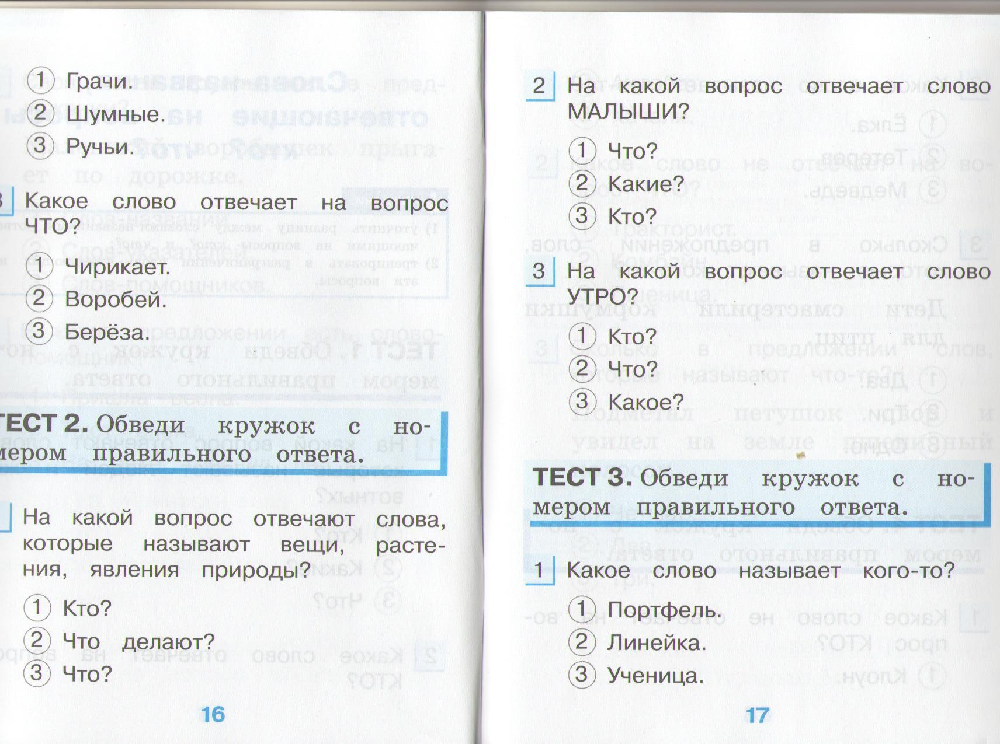 1 Грачи.
2 Шумные.
3 Ручьи.
3 Какое слово отвечает на вопрос
ЧТО?
1 Чирикает.
2 Воробей.
3 Берёза.
ТЕСТ 2. Обведи кружок с но-
мером правильного ответа.
На какой вопрос отвечают слова,
которые называют вещи, расте-
ния, явления природы?
1 Кто?
2 Что делают?
3 Что?
16
2 На какой вопрос отвечает слово
МАЛЫШИ?
1 Что?
2 Какие?
3 Кто?
3 На какой вопрос отвечает слово
УТРО?
1 Кто?
2 Что?
3 Какое?
ТЕСТ 3. Обведи кружок с но-
мером правильного ответа.
1 Какое слово называет кого-то?
1 Портфель.
2 Линейка.
3 Ученица.
17